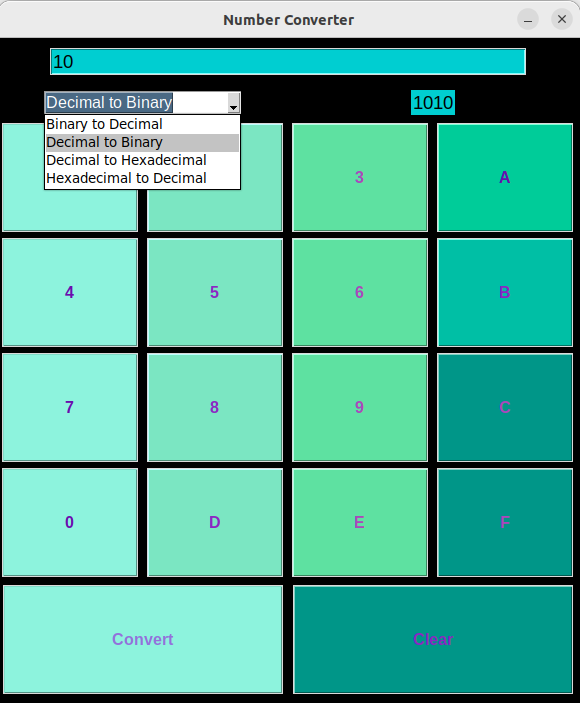 Number Converter
10
Decimal to Binary
1010
Binary to Decimal
Decimal to Binary
Decimal to Hexadecimal
Hexadecimal to Decimal
3
A
4
5
6
B
7
8
9
C
0
D
E
F
Convert
Clear